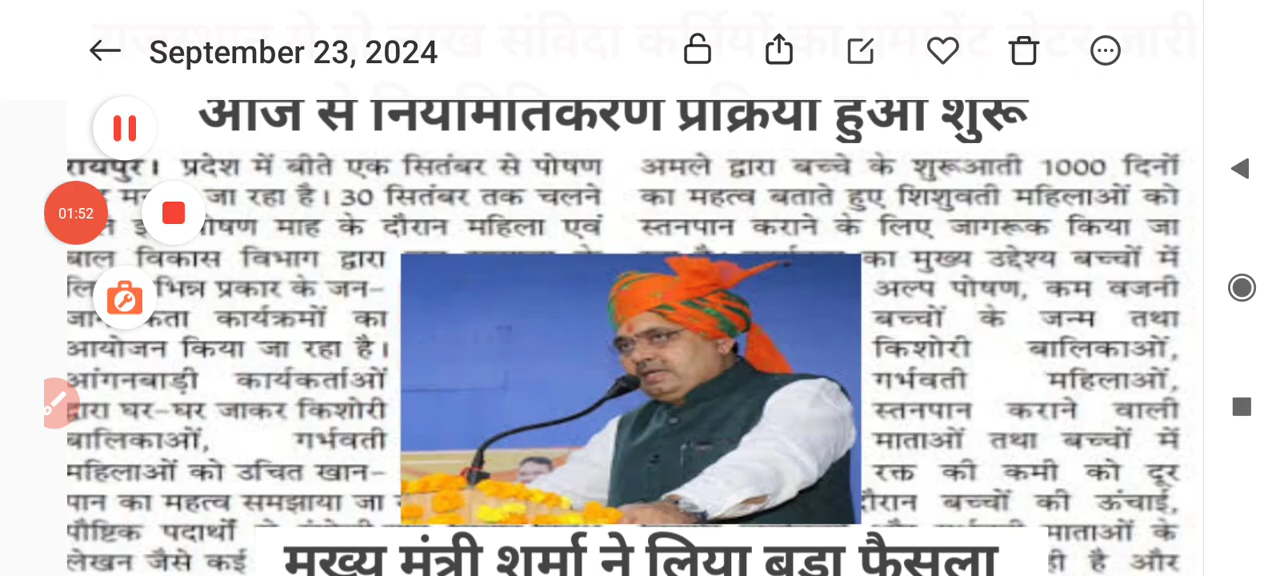 September 23, 2024
राजस्थान में दो लाख संविदा कर्मियों का जारी
आज से नियामितिकरण प्रक्रिया हुआ शुरू
01:52
रायपुर। प्रदेश में बीते एक सितंबर से पोषण
जा रहा है। 30 सितंबर तक चलने
पोषण माह के दौरान महिला एवं
बाल विकास विभाग द्वारा
भिन्न प्रकार के जन-
कार्यक्रमों का
आयोजन किया जा रहा है।
आंगनबाड़ी कार्यकर्ताओं
द्वारा घर-घर जाकर किशोरी
बालिकाओं, गर्भवती
महिलाओं को उचित खान-
पान का महत्व समझाया जा
पौष्टिक पदार्थों
लेखन जैसे कई
अमले द्वारा बच्चे के शुरूआती 1000 दिनों
का महत्व बताते हुए शिशुवती महिलाओं को
स्तनपान कराने के लिए जागरूक किया जा
का मुख्य उद्देश्य बच्चों में
अल्प पोषण, कम वजनी
बच्चों के जन्म तथा
किशोरी बालिकाओं,
गर्भवती महिलाओं,
स्तनपान कराने वाली
माताओं तथा बच्चों में
रक्त की कमी को दूर
दौरान बच्चों की ऊंचाई,
माताओं के
ही है और
मुख्य मंत्री शर्मा ने लिया बड़ा फैसला